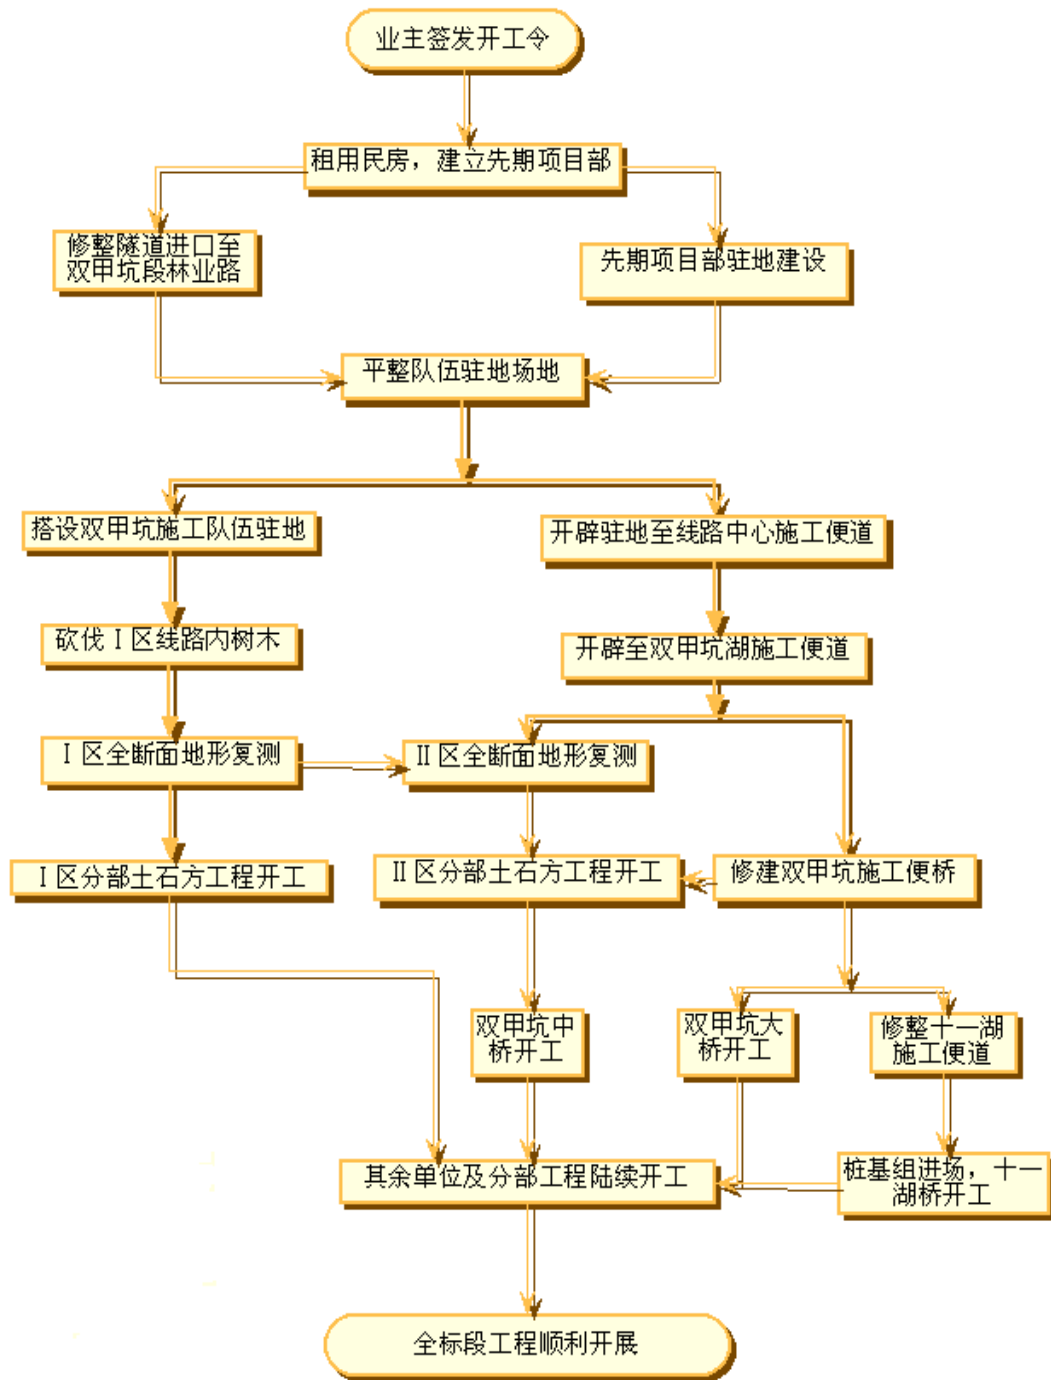 业主签发开工令
租用民房，建立先期项目部
修整隧道进口至
双甲坑段林业路
先期项目部驻地建设
平整队伍驻地场地
搭设双甲坑施工队伍驻地
开辟驻地至线路中心施工便道
砍伐Ⅰ区线路内树木
开辟至双甲坑湖施工便道
Ⅰ区全断面地形复测
Ⅱ区全断面地形复测
Ⅰ区分部土石方工程开工
Ⅱ区分部土石方工程开工
修建双甲坑施工便桥
双甲坑中
桥开工
双甲坑大
桥开工
修整十一湖
施工便道
其余单位及分部工程陆续开工
桩基组进场，十一
湖桥开工
全标段工程顺利开展